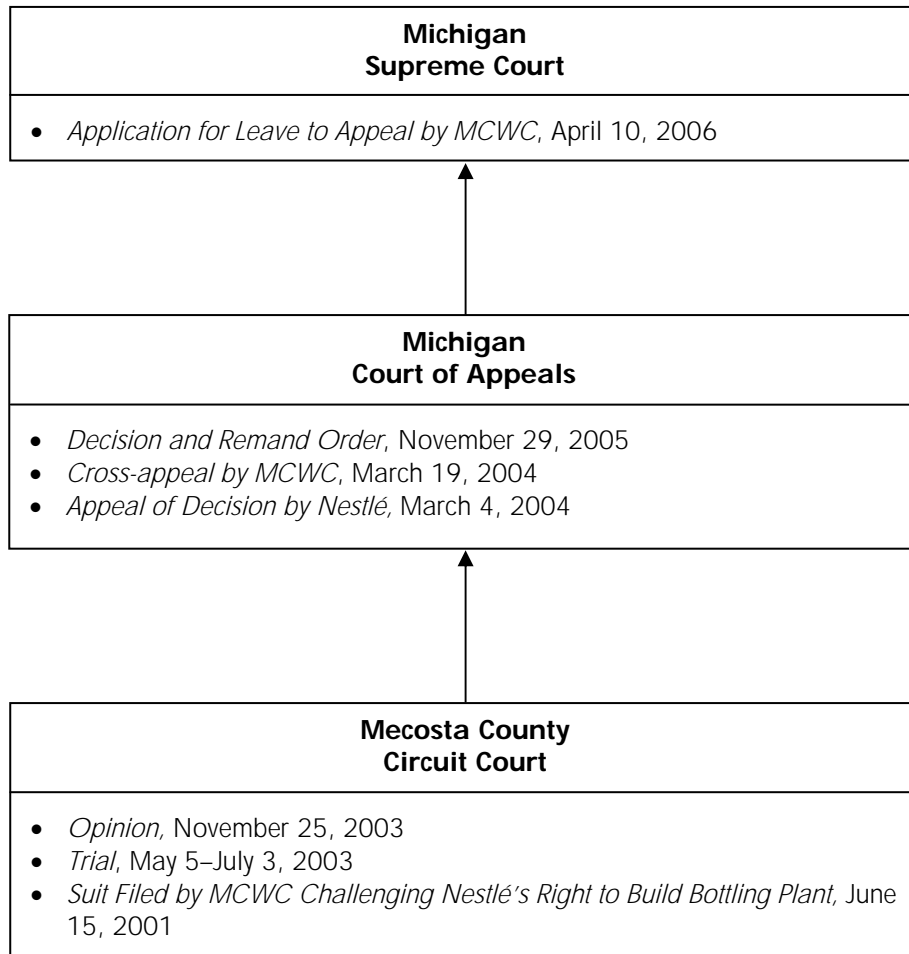 Michigan
Supreme Court
• Application for Leave to Appeal by MCWC, April 10, 2006
Michigan
Court of Appeals
• Decision and Remand Order, November 29, 2005
• Cross-appeal by MCWC, March 19, 2004
• Appeal of Decision by Nestlé, March 4, 2004
Mecosta County
Circuit Court
• Opinion, November 25, 2003
• Trial, May 5–July 3, 2003
• Suit Filed by MCWC Challenging Nestlé’s Right to Build Bottling Plant, June
15, 2001